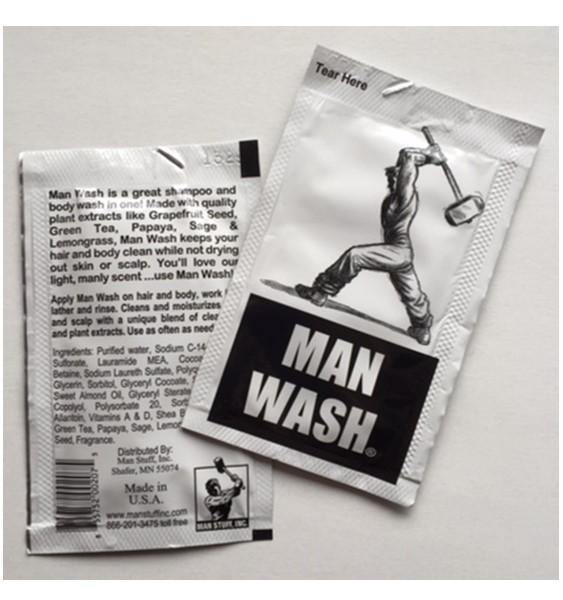 Man Wash is a great shampoo and
body wash in one! Made with quality
plant extracts like Grapefruit Seed,
Green Tea, Papaya, Sage &
Lemongrass, Man Wash keeps your
hair and body clean while not drying
out skin or scalp. You'll love our
light, manly scent ...use Man Wash!
Apply Man Wash on hair and body, work
lather and rinse. Cleans and moisturizes
and scalp with a unique blend of
and plant extracts. Use as often as need
Ingredients: Purified water, Sodium C-14-
Sulfonate, Lauramide MEA,
Betaine, Sodium Laureth Sulfate,
Glycerin, Sorbitol, Glyceryl Cocoate,
Sweet Almond Oil, Glyceryl
Copolyol, Polysorbate 20,
Allantoin, Vitamins A & D, Shea
Green Tea, Papaya, Sage,
Seed, Fragrance.
Distributed By:
Man Stuff, Inc.
Shafer, MN 55074
Made in
U.S.A.
www.manstuffinc.com
866-201-3475 toll free
MAN STUFF, INC.
Tear Here
MAN
WASH®